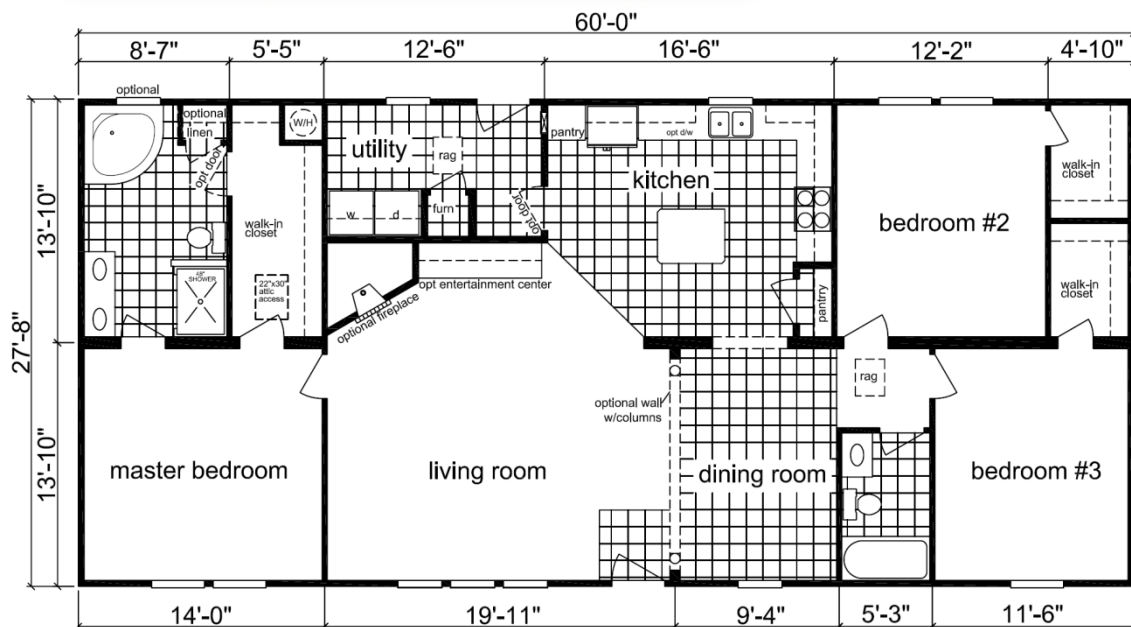 60'-0"
8'-7"
5'-5"
12'-6"
16'-6"
12'-2"
4'-10"
optional
optional
linen
opt door
W/H
utility
rag
pantry
opt d/w
kitchen
walk-in
closet
bedroom #2
w
d
furn
opt door
walk-in
closet
13'-10"
48"
SHOWER
22"x30"
attic
access
opt entertainment center
optional fireplace
pantry
walk-in
closet
27'-8"
rag
optional wall
w/columns
master bedroom
living room
dining room
bedroom #3
13'-10"
14'-0"
19'-11"
9'-4"
5'-3"
11'-6"